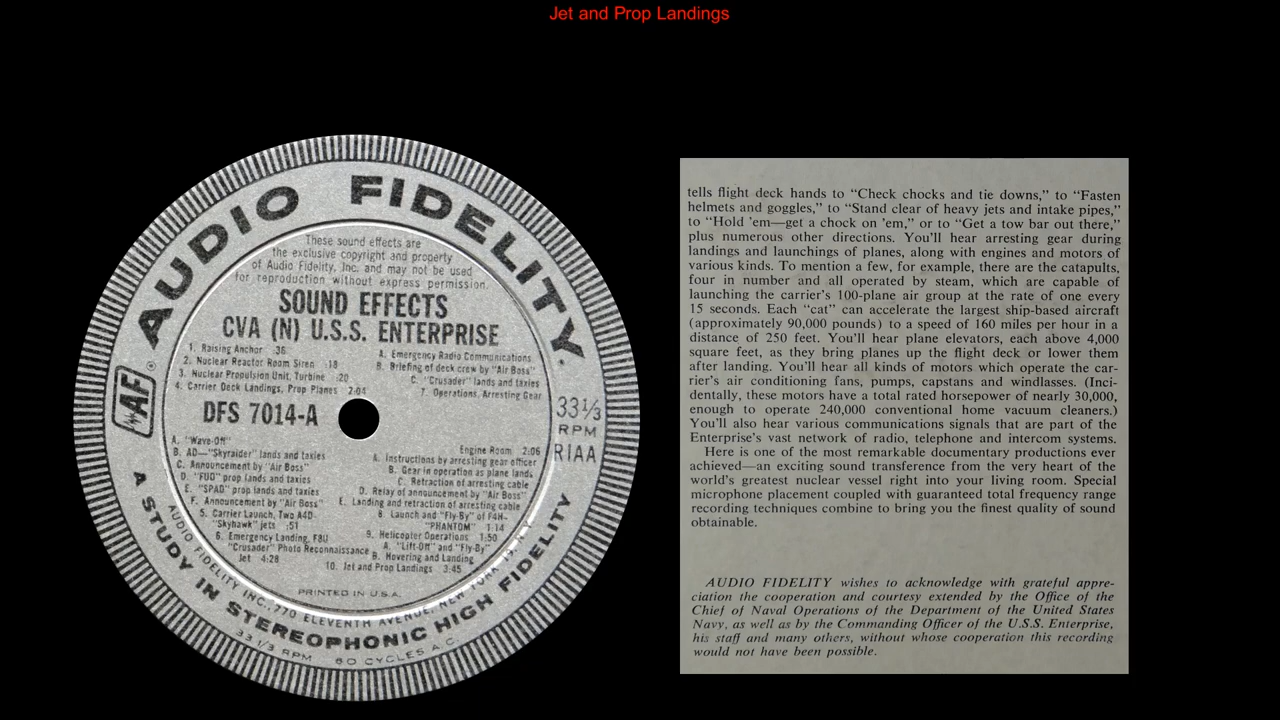 Jet and Prop Landings
AUDIO FIDELITY
These sound effects are
the exclusive copyright and property
of Audio Fidelity, Inc. and may not be used
for reproduction without express permission.
SOUND EFFECTS
CVA (N) U.S.S. ENTERPRISE
1. Raising Anchor :36
2. Nuclear Reactor Room Siren :18
3. Nuclear Propulsion Unit, Turbine :20
4. Carrier Deck Landings, Prop Planes 2:04
A. Emergency Radio Communications
B. Briefing of deck crew by "Air Boss"
C. "Crusader" lands and taxies
7. Operations, Arresting Gear
AF
DFS 7014-A
33⅓
RPM
RIAA
A. "Wave-Off"
B. AD—"Skyraider" lands and taxies
C. Announcement by "Air Boss"
D. "FUD" prop lands and taxies
E. "SPAD" prop lands and taxies
F. Announcement by "Air Boss"
5. Carrier Launch, Two A4D-
"Skyhawk" jets :51
6. Emergency Landing, F8U
"Crusader" Photo Reconnaissance
Jet 4:28
Engine Room 2:06
A. Instructions by arresting gear officer
B. Gear in operation as plane lands
C. Retraction of arresting cable
D. Relay of announcement by "Air Boss"
E. Landing and retraction of arresting cable
8. Launch and "Fly-By" of F4H-
"PHANTOM" 1:14
9. Helicopter Operations 1:50
A. "Lift-Off" and "Fly-By"
B. Hovering and Landing
10. Jet and Prop Landings 3:45
PRINTED IN U.S.A.
AUDIO FIDELITY INC., 770 ELEVENTH AVENUE, NEW YORK 19, N.Y.
A STUDY IN STEREOPHONIC HIGH FIDELITY
33 1/3 RPM 60 CYCLES A.C.
tells flight deck hands to “Check chocks and tie downs,” to “Fasten
helmets and goggles,” to “Stand clear of heavy jets and intake pipes,”
to “Hold ’em—get a chock on ’em,” or to “Get a tow bar out there,”
plus numerous other directions. You’ll hear arresting gear during
landings and launchings of planes, along with engines and motors of
various kinds. To mention a few, for example, there are the catapults,
four in number and all operated by steam, which are capable of
launching the carrier’s 100-plane air group at the rate of one every
15 seconds. Each “cat” can accelerate the largest ship-based aircraft
(approximately 90,000 pounds) to a speed of 160 miles per hour in a
distance of 250 feet. You’ll hear plane elevators, each above 4,000
square feet, as they bring planes up the flight deck or lower them
after landing. You’ll hear all kinds of motors which operate the car-
rier’s air conditioning fans, pumps, capstans and windlasses. (Inci-
dentally, these motors have a total rated horsepower of nearly 30,000,
enough to operate 240,000 conventional home vacuum cleaners.)
You’ll also hear various communications signals that are part of the
Enterprise’s vast network of radio, telephone and intercom systems.
Here is one of the most remarkable documentary productions ever
achieved—an exciting sound transference from the very heart of the
world’s greatest nuclear vessel right into your living room. Special
microphone placement coupled with guaranteed total frequency range
recording techniques combine to bring you the finest quality of sound
obtainable.
AUDIO FIDELITY wishes to acknowledge with grateful appre-
ciation the cooperation and courtesy extended by the Office of the
Chief of Naval Operations of the Department of the United States
Navy, as well as by the Commanding Officer of the U.S.S. Enterprise,
his staff and many others, without whose cooperation this recording
would not have been possible.